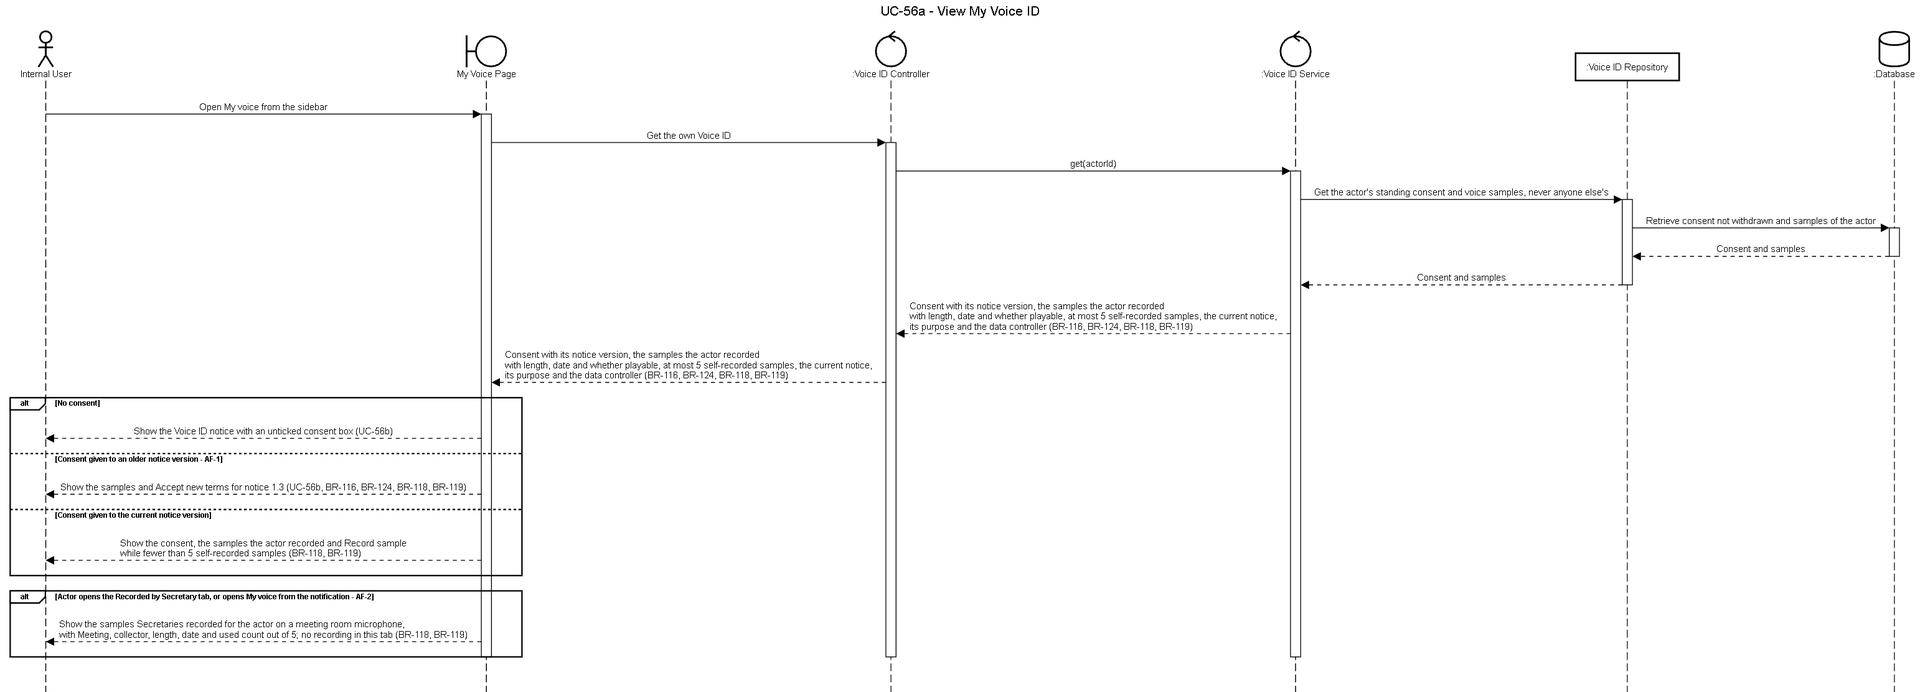 UC-56a - View My Voice ID
Internal User
My Voice Page
:Voice ID Controller
:Voice ID Service
:Voice ID Repository
:Database
Open My voice from the sidebar
Get the own Voice ID
get(actorId)
Get the actor's standing consent and voice samples, never anyone else's
Retrieve consent not withdrawn and samples of the actor
Consent and samples
Consent and samples
Consent with its notice version, the samples the actor recorded
with length, date and whether playable, at most 5 self-recorded samples, the current notice,
its purpose and the data controller (BR-116, BR-124, BR-118, BR-119)
Consent with its notice version, the samples the actor recorded
with length, date and whether playable, at most 5 self-recorded samples, the current notice,
its purpose and the data controller (BR-116, BR-124, BR-118, BR-119)
alt [No consent]
Show the Voice ID notice with an unticked consent box (UC-56b)
[Consent given to an older notice version - AF-1]
Show the samples and Accept new terms for notice 1.3 (UC-56b, BR-116, BR-124, BR-118, BR-119)
[Consent given to the current notice version]
Show the consent, the samples the actor recorded and Record sample
while fewer than 5 self-recorded samples (BR-118, BR-119)
alt [Actor opens the Recorded by Secretary tab, or opens My voice from the notification - AF-2]
Show the samples Secretaries recorded for the actor on a meeting room microphone,
with Meeting, collector, length, date and used count out of 5; no recording in this tab (BR-118, BR-119)